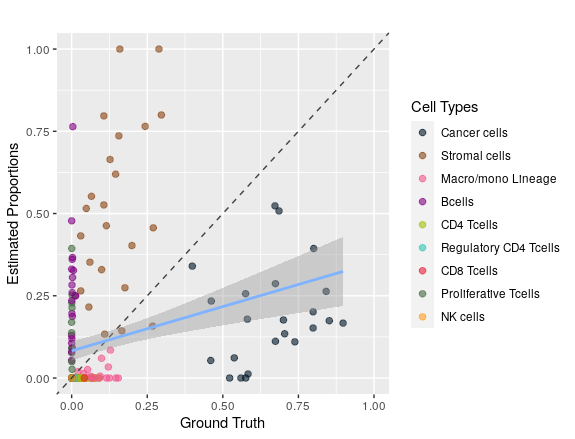 1.00
0.75
0.50
0.25
0.00
Estimated Proportions
0.00 0.25 0.50 0.75 1.00
Ground Truth
Cell Types
Cancer cells
Stromal cells
Macro/mono Lineage
Bcells
CD4 Tcells
Regulatory CD4 Tcells
CD8 Tcells
Proliferative Tcells
NK cells